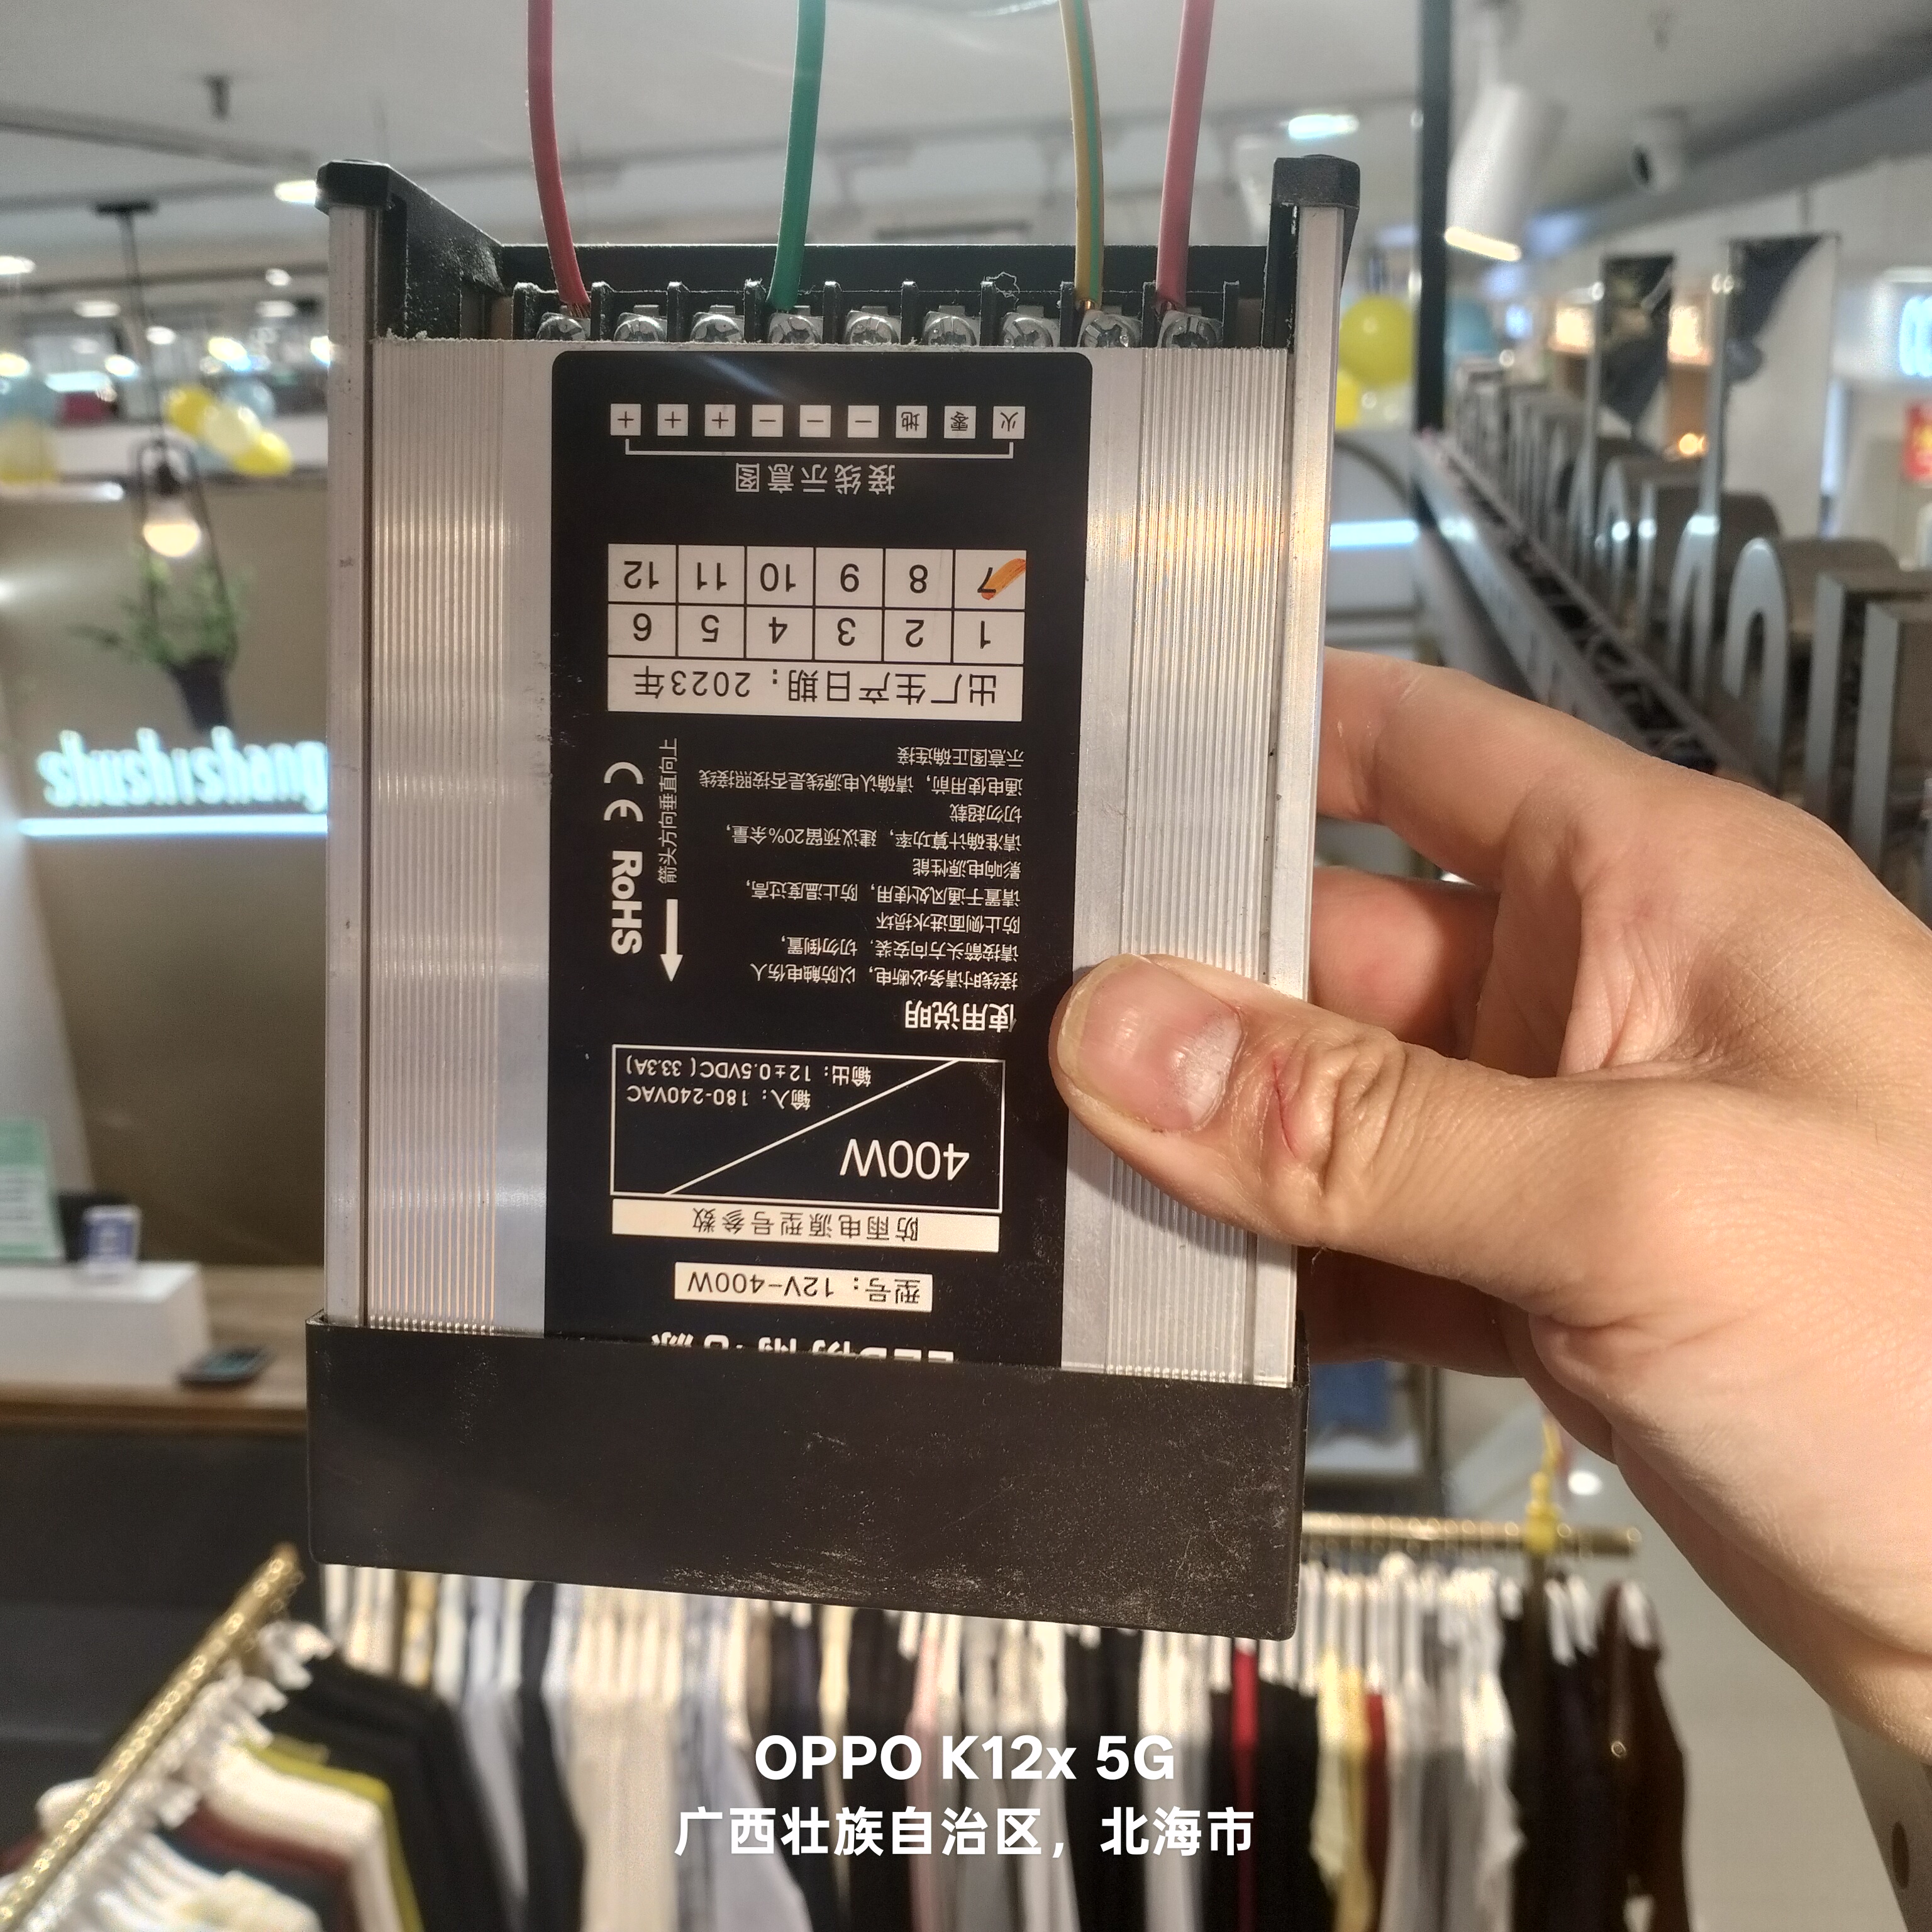 型号：12V-400W
防雨电源型号参数
400W
输入：180-240VAC
输出：12±0.5VDC ( 33.3A)
使用说明
接线时请务必断电，以防触电伤人
请按箭头方向安装，切勿倒置，
防止侧面进水损坏
请置于通风处使用，防止温度过高，
影响电源性能
请准确计算功率，建议预留20%余量，
切勿超载
通电使用前，请确认电源线是否按照接线
示意图正确连接
箭头方向垂直向上
CE RoHS
出厂生产日期：2023年
1 2 3 4 5 6
7 8 9 10 11 12
接线示意图
火 零 地 － － － ＋ ＋ ＋
shushishang
OPPO K12x 5G
广西壮族自治区，北海市